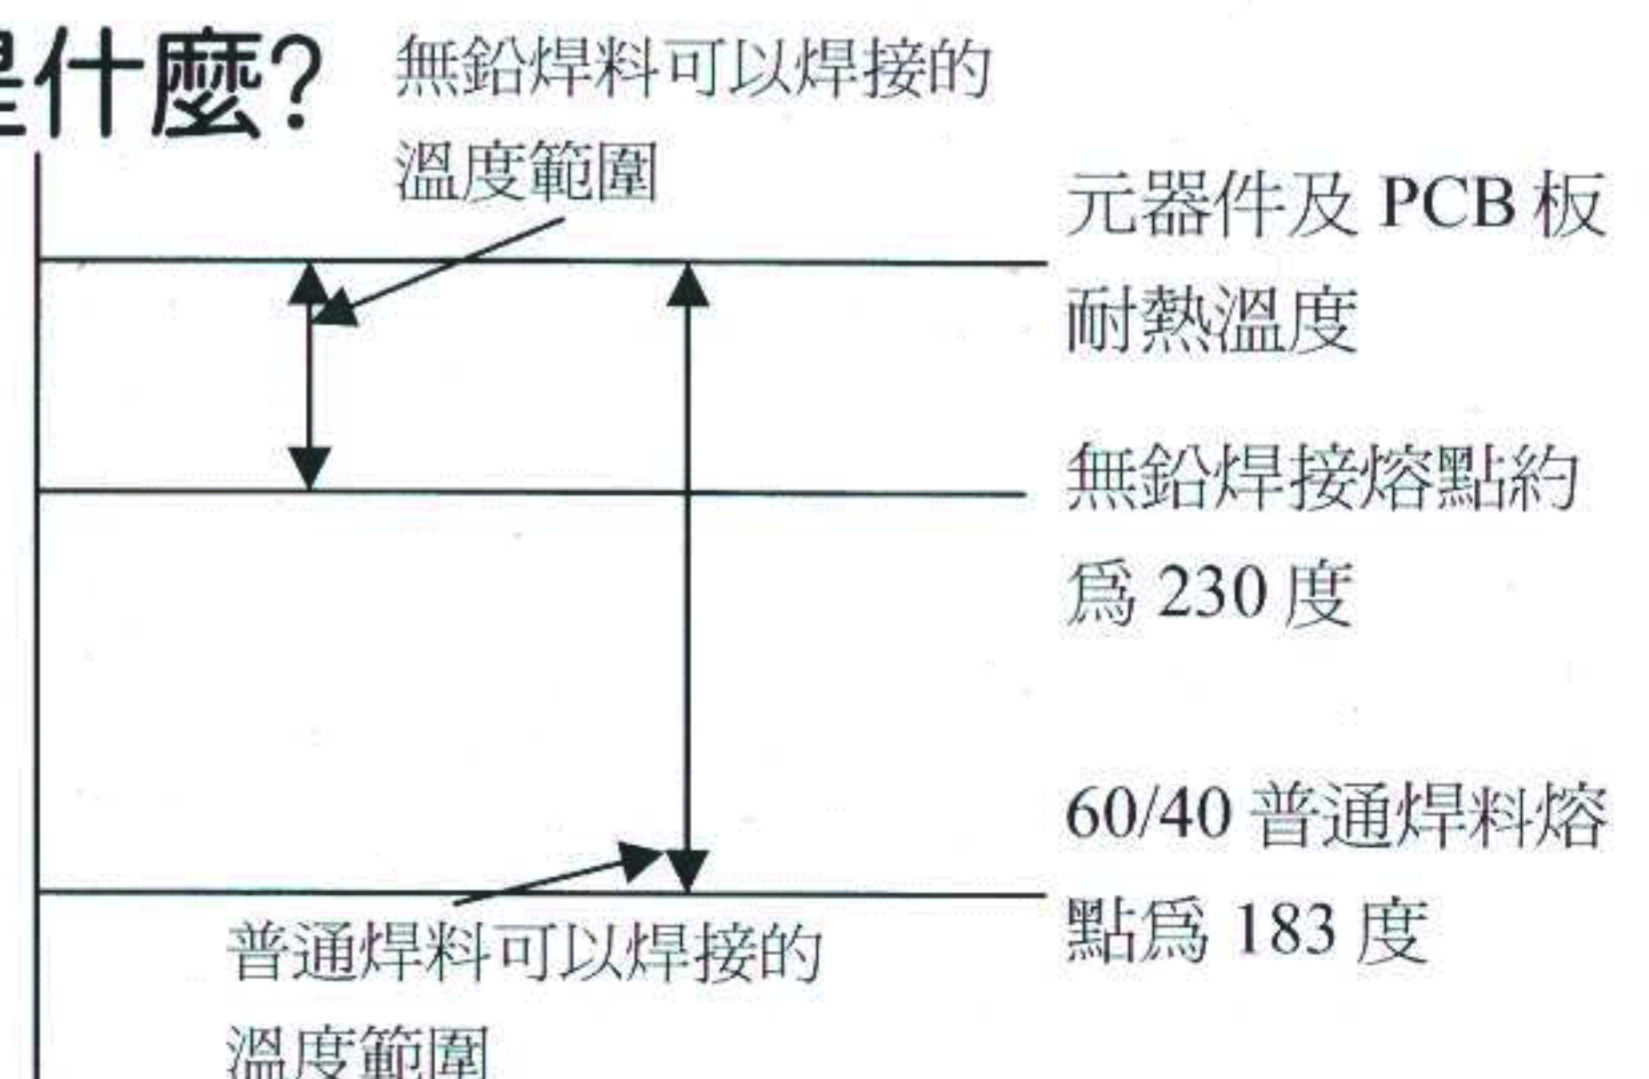 是什麼?
無鉛焊料可以焊接的
溫度範圍
元器件及 PCB 板
耐熱溫度
無鉛焊接熔點約
爲 230 度
60/40 普通焊料熔
點爲 183 度
普通焊料可以焊接的
溫度範圍